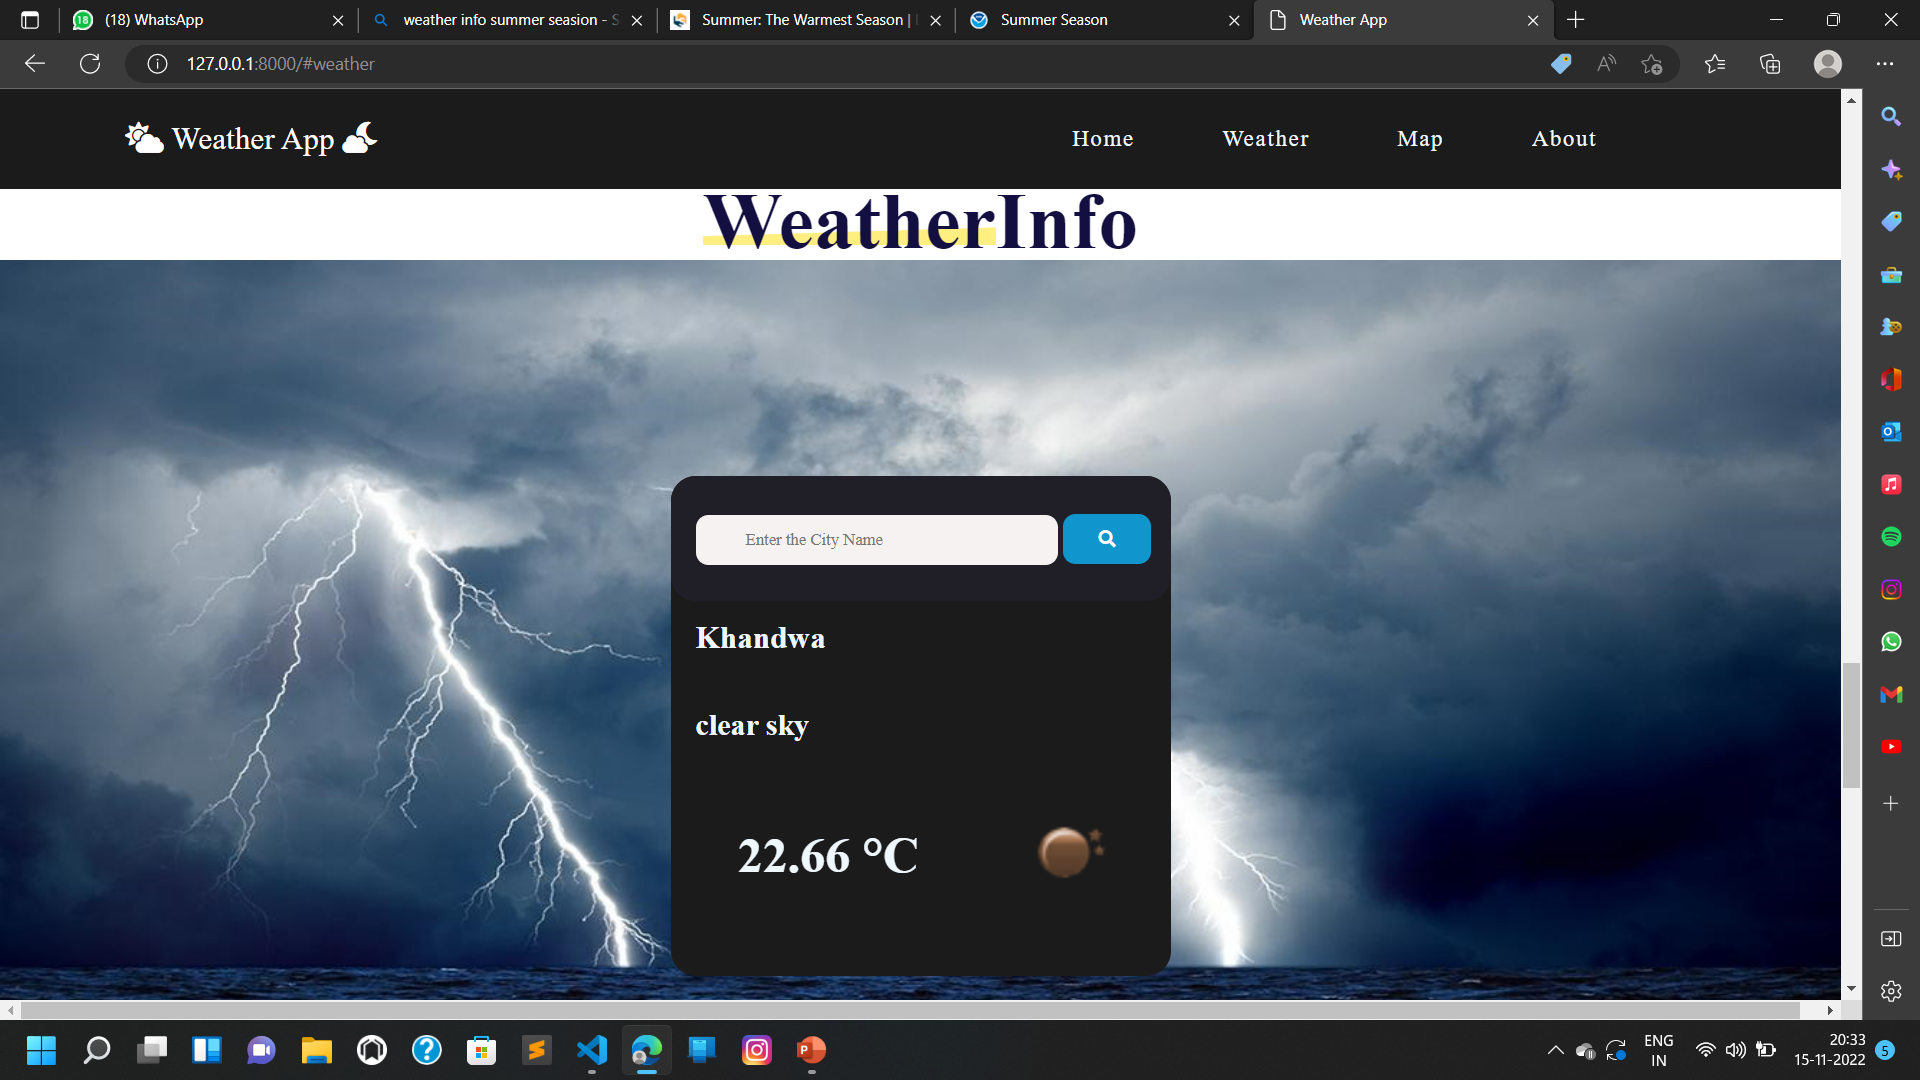 (18) WhatsApp
weather info summer seasion - S
Summer: The Warmest Season |
Summer Season
Weather App
127.0.0.1:8000/#weather
Weather App
Home
Weather
Map
About
WeatherInfo
Enter the City Name
Khandwa
clear sky
22.66 °C
ENG
IN
20:33
15-11-2022
5